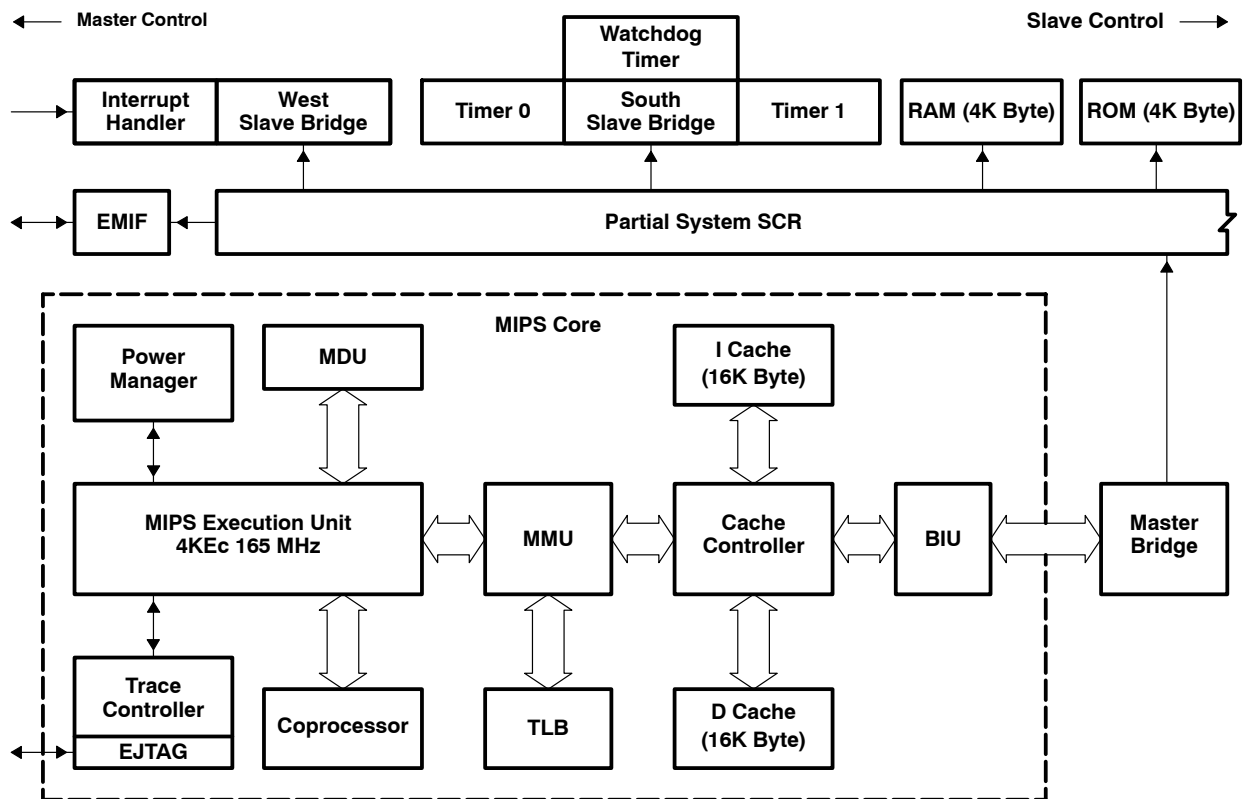 Master Control
Slave Control
Watchdog
Timer
Interrupt
Handler
West
Slave Bridge
Timer 0
South
Slave Bridge
Timer 1
RAM (4K Byte)
ROM (4K Byte)
EMIF
Partial System SCR
MIPS Core
Power
Manager
MDU
I Cache
(16K Byte)
MIPS Execution Unit
4KEc 165 MHz
MMU
Cache
Controller
BIU
Master
Bridge
Trace
Controller
EJTAG
Coprocessor
TLB
D Cache
(16K Byte)